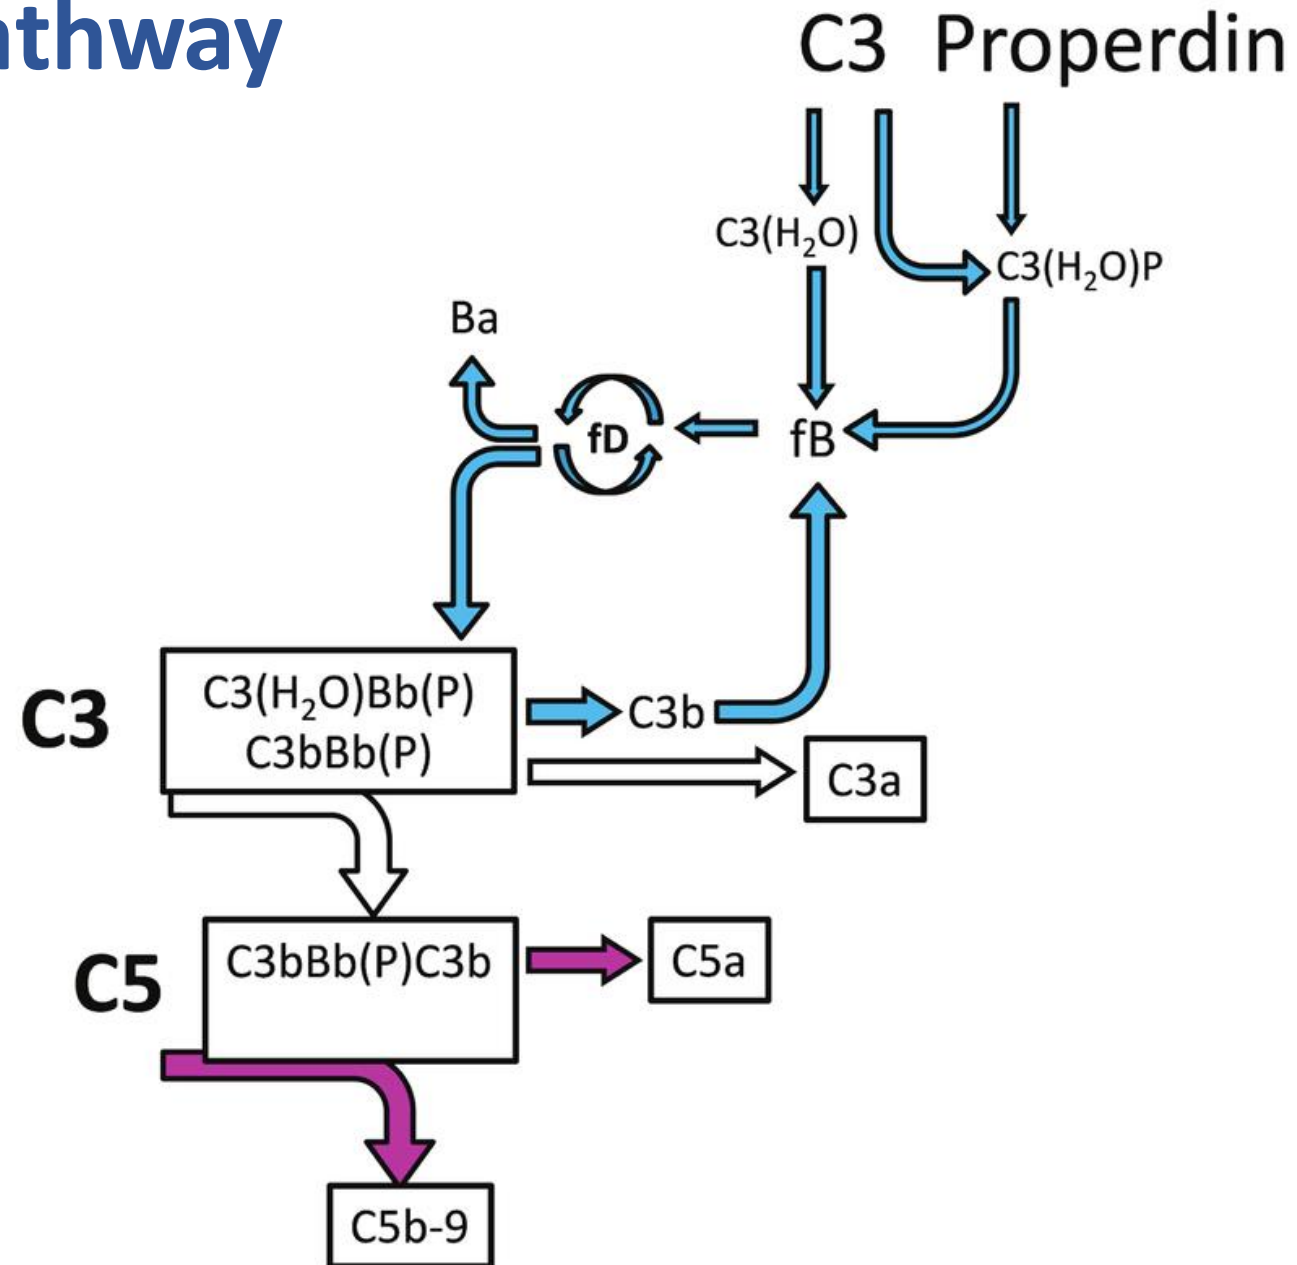 athway
C3 Properdin
C3(H₂O)
C3(H₂O)P
Ba
fD
fB
C3
C3(H₂O)Bb(P)
C3bBb(P)
C3b
C3a
C5
C3bBb(P)C3b
C5a
C5b-9